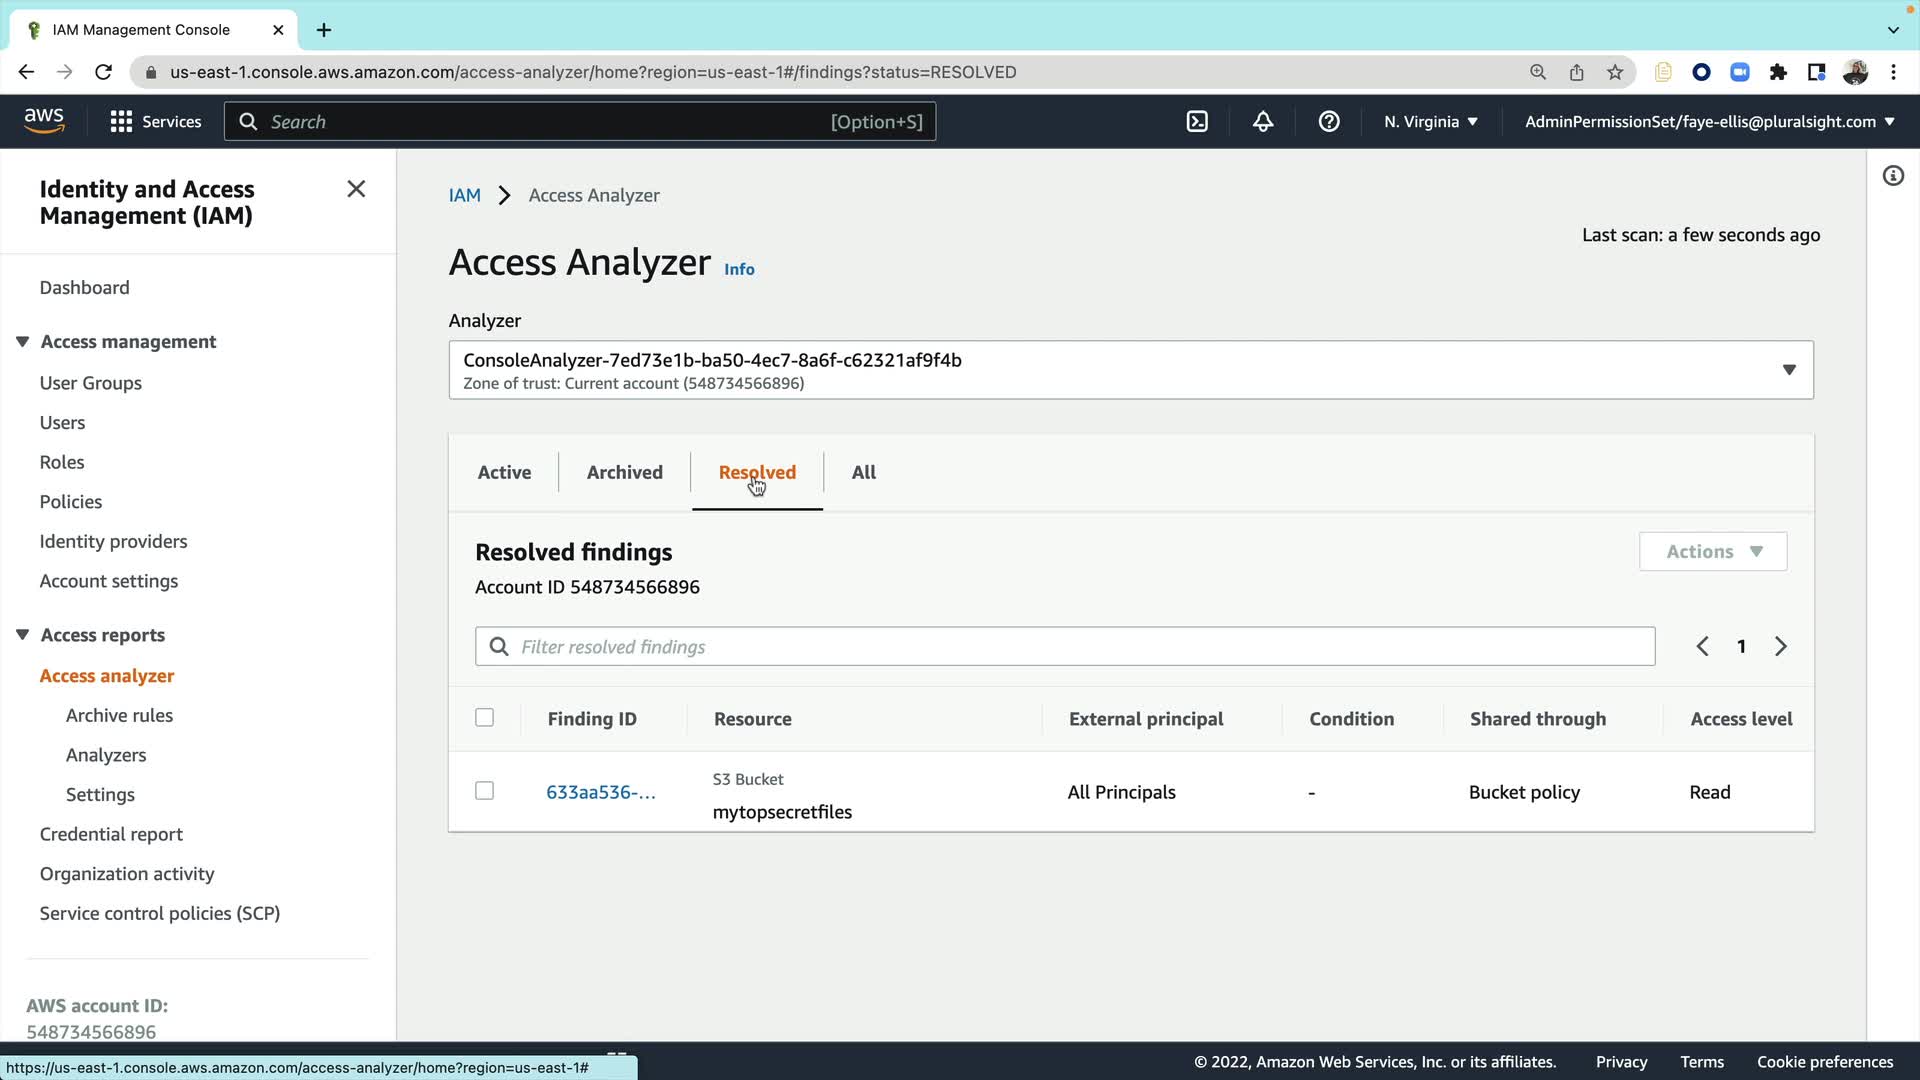 IAM Management Console
us-east-1.console.aws.amazon.com/access-analyzer/home?region=us-east-1#/findings?status=RESOLVED
aws
Services
Search
[Option+S]
N. Virginia
AdminPermissionSet/faye-ellis@pluralsight.com
Identity and Access
Management (IAM)
Dashboard
Access management
User Groups
Users
Roles
Policies
Identity providers
Account settings
Access reports
Access analyzer
Archive rules
Analyzers
Settings
Credential report
Organization activity
Service control policies (SCP)
AWS account ID:
548734566896
IAM
Access Analyzer
Last scan: a few seconds ago
Access Analyzer Info
Analyzer
ConsoleAnalyzer-7ed73e1b-ba50-4ec7-8a6f-c62321af9f4b
Zone of trust: Current account (548734566896)
Active
Archived
Resolved
All
Resolved findings
Actions
Account ID 548734566896
Filter resolved findings
1
Finding ID
Resource
External principal
Condition
Shared through
Access level
633aa536-...
S3 Bucket
mytopsecretfiles
All Principals
-
Bucket policy
Read
https://us-east-1.console.aws.amazon.com/access-analyzer/home?region=us-east-1#
© 2022, Amazon Web Services, Inc. or its affiliates.
Privacy
Terms
Cookie preferences